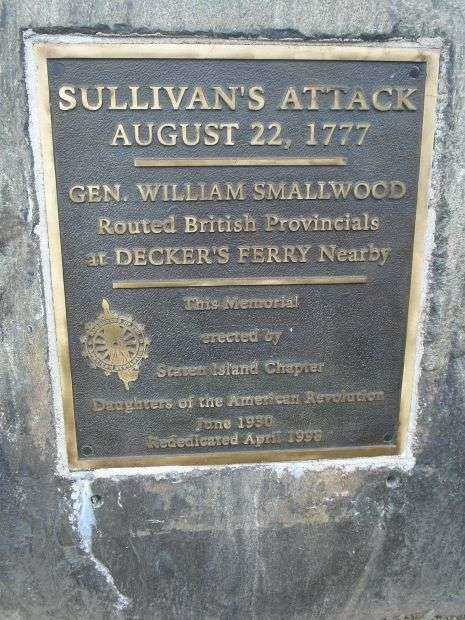 SULLIVAN'S ATTACK
AUGUST 22, 1777
GEN. WILLIAM SMALLWOOD
Routed British Provincials
at DECKER'S FERRY Nearby
This Memorial
erected by
Staten Island Chapter
Daughters of the American Revolution
June 1930
Rededicated April 1998